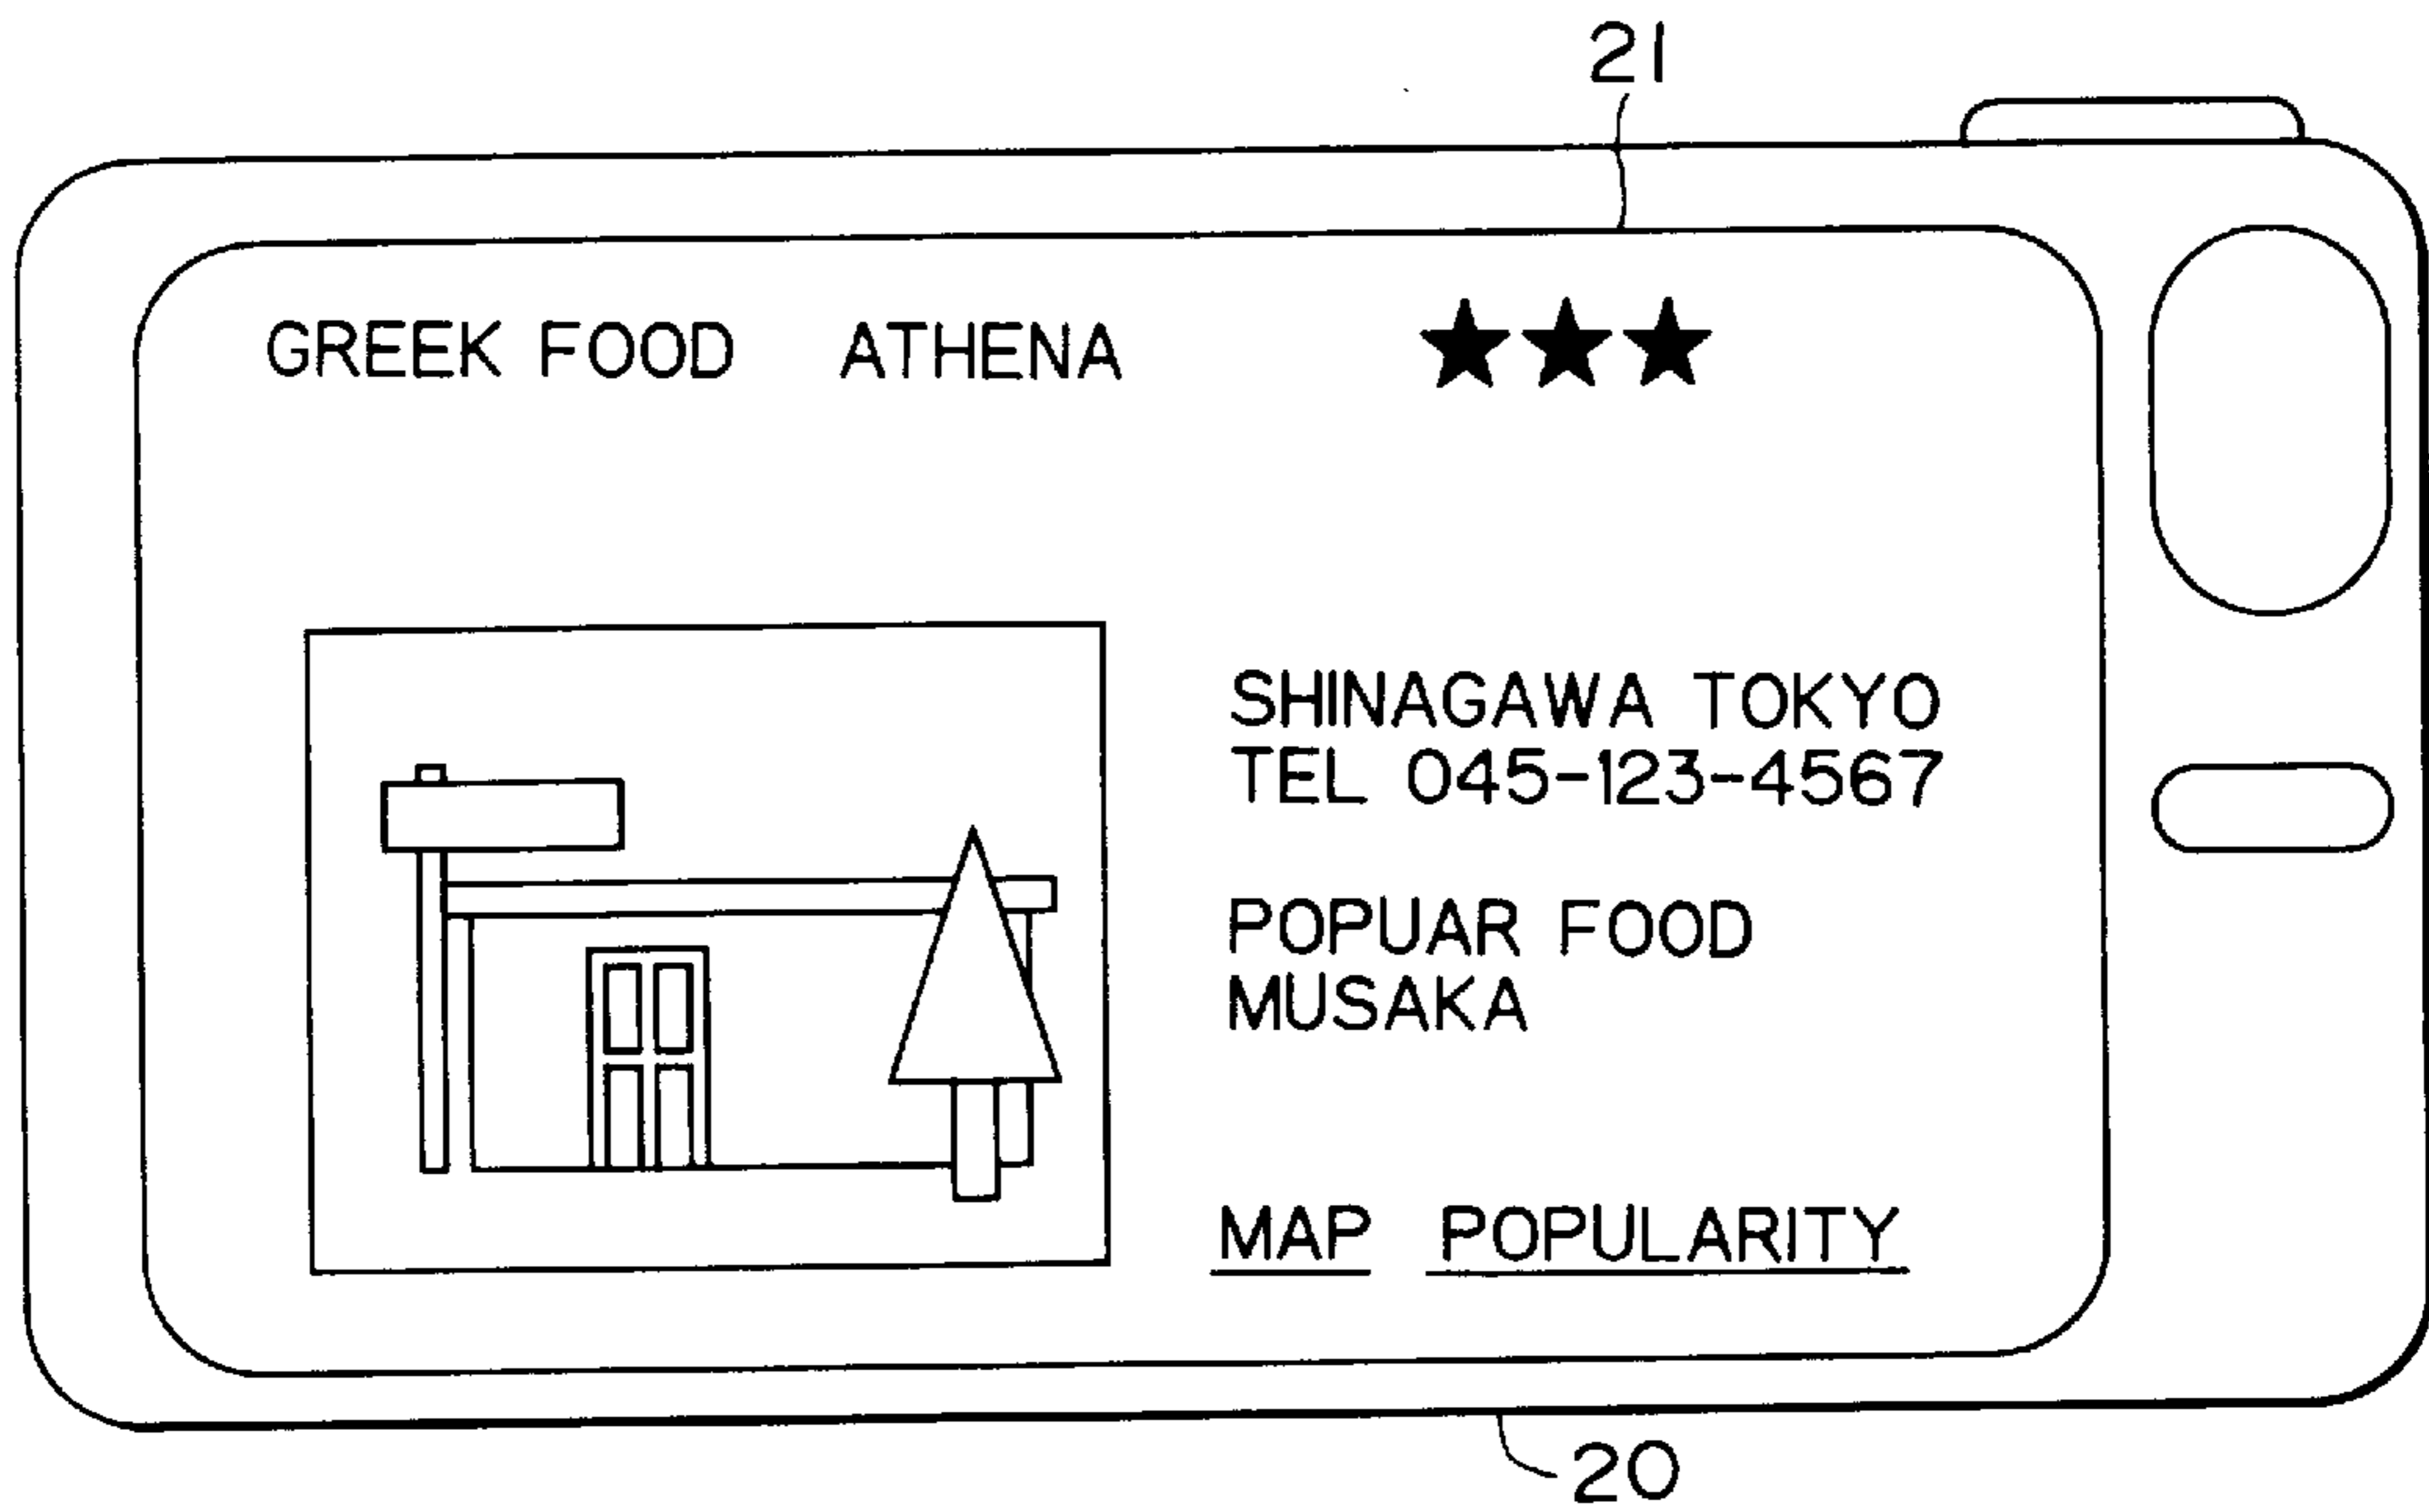 21
GREEK FOOD ATHENA ★★★
SHINAGAWA TOKYO
TEL 045-123-4567
POPUAR FOOD
MUSAKA
MAP POPULARITY
20